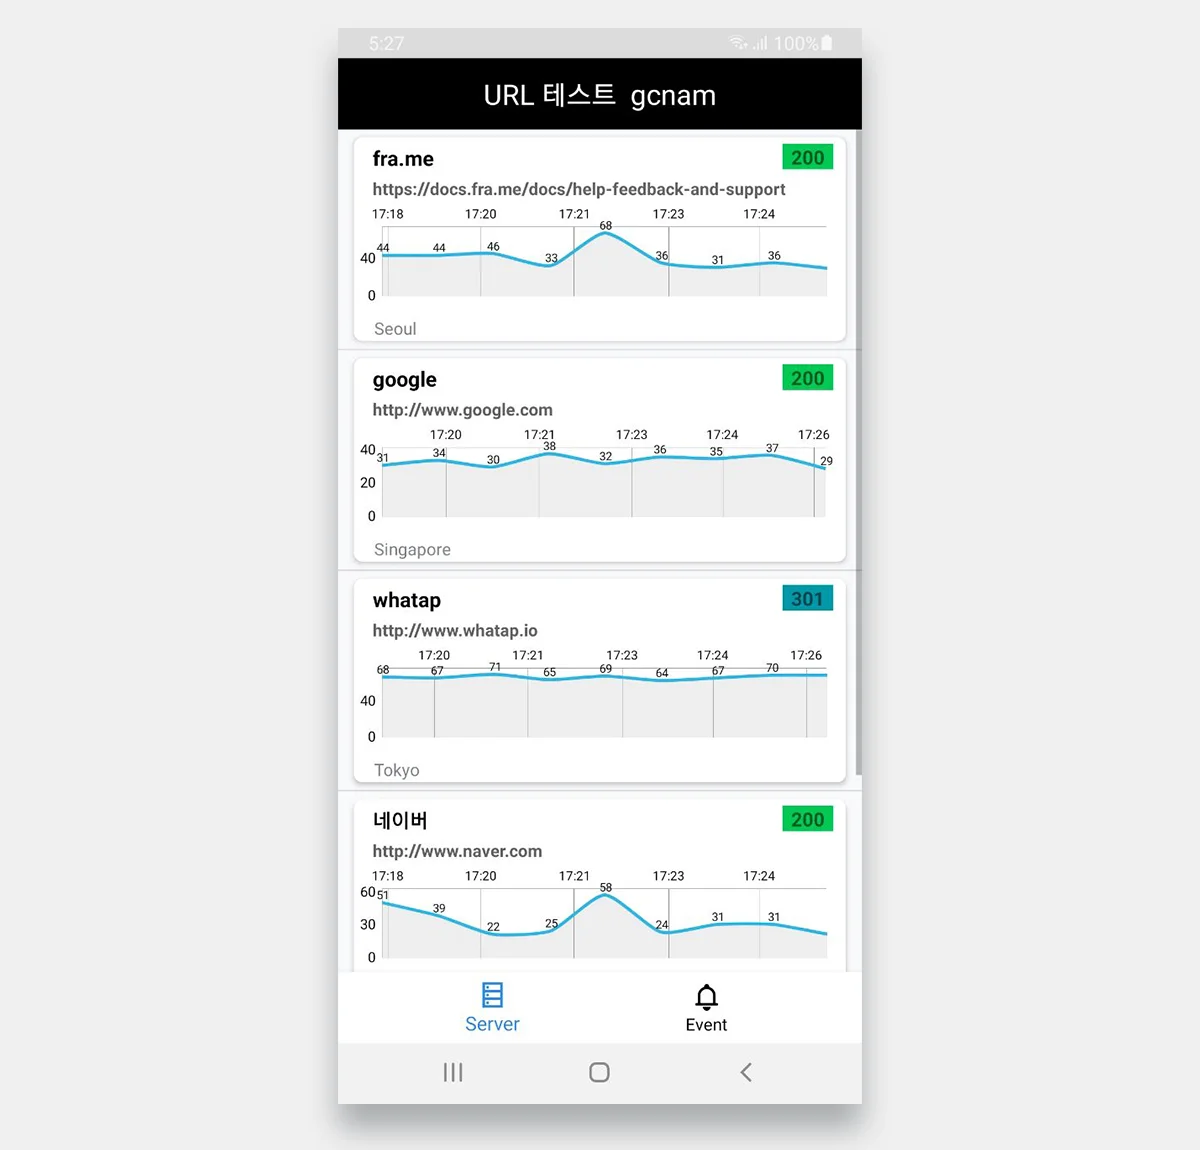 5:27 100%
URL 테스트 gcnam
fra.me 200
https://docs.fra.me/docs/help-feedback-and-support
17:18 17:20 17:21 17:23 17:24
44 44 46 33 68 36 31 36
40
0
Seoul
google 200
http://www.google.com
17:20 17:21 17:23 17:24 17:26
40
31 34 30 38 32 36 35 37 29
20
0
Singapore
whatap 301
http://www.whatap.io
17:20 17:21 17:23 17:24 17:26
68 67 71 65 69 64 67 70
40
0
Tokyo
네이버 200
http://www.naver.com
17:18 17:20 17:21 17:23 17:24
60
51 39 22 25 58 24 31 31
30
0
Server Event